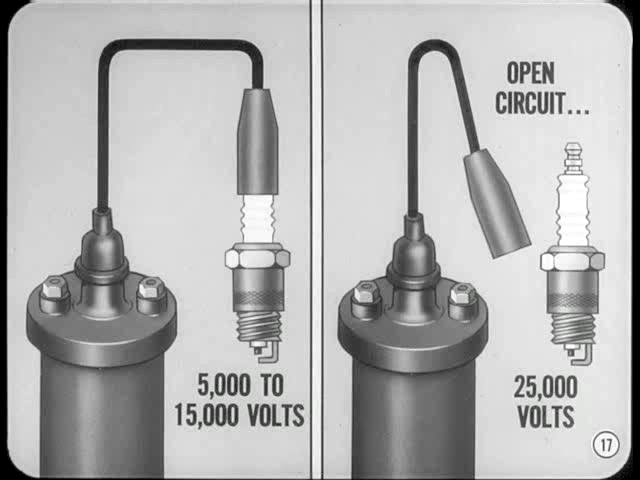 5,000 TO
15,000 VOLTS
OPEN
CIRCUIT...
25,000
VOLTS
17